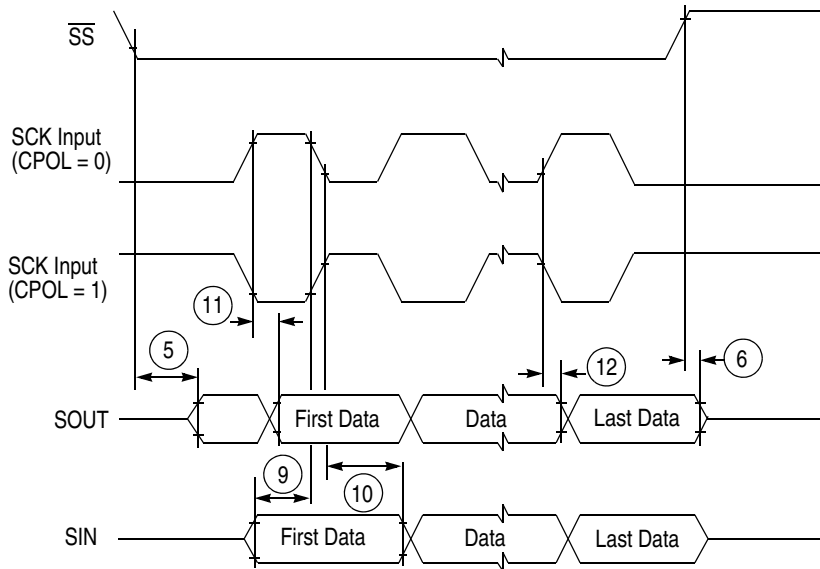 SS
SCK Input
(CPOL = 0)
SCK Input
(CPOL = 1)
11
5
12
6
SOUT
First Data
Data
Last Data
9
10
SIN
First Data
Data
Last Data